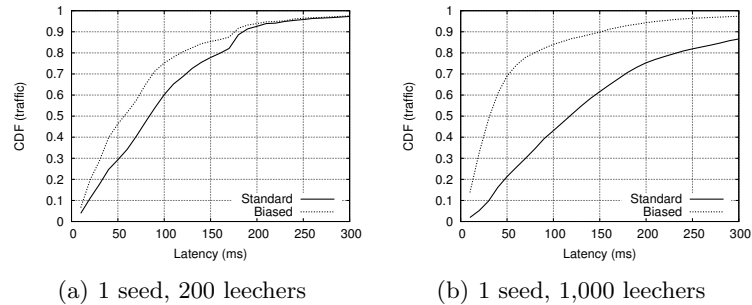 CDF (traffic)
1
0.9
0.8
0.7
0.6
0.5
0.4
0.3
0.2
0.1
0
Standard
Biased
0 50 100 150 200 250 300
Latency (ms)
(a) 1 seed, 200 leechers
CDF (traffic)
1
0.9
0.8
0.7
0.6
0.5
0.4
0.3
0.2
0.1
0
Standard
Biased
0 50 100 150 200 250 300
Latency (ms)
(b) 1 seed, 1,000 leechers